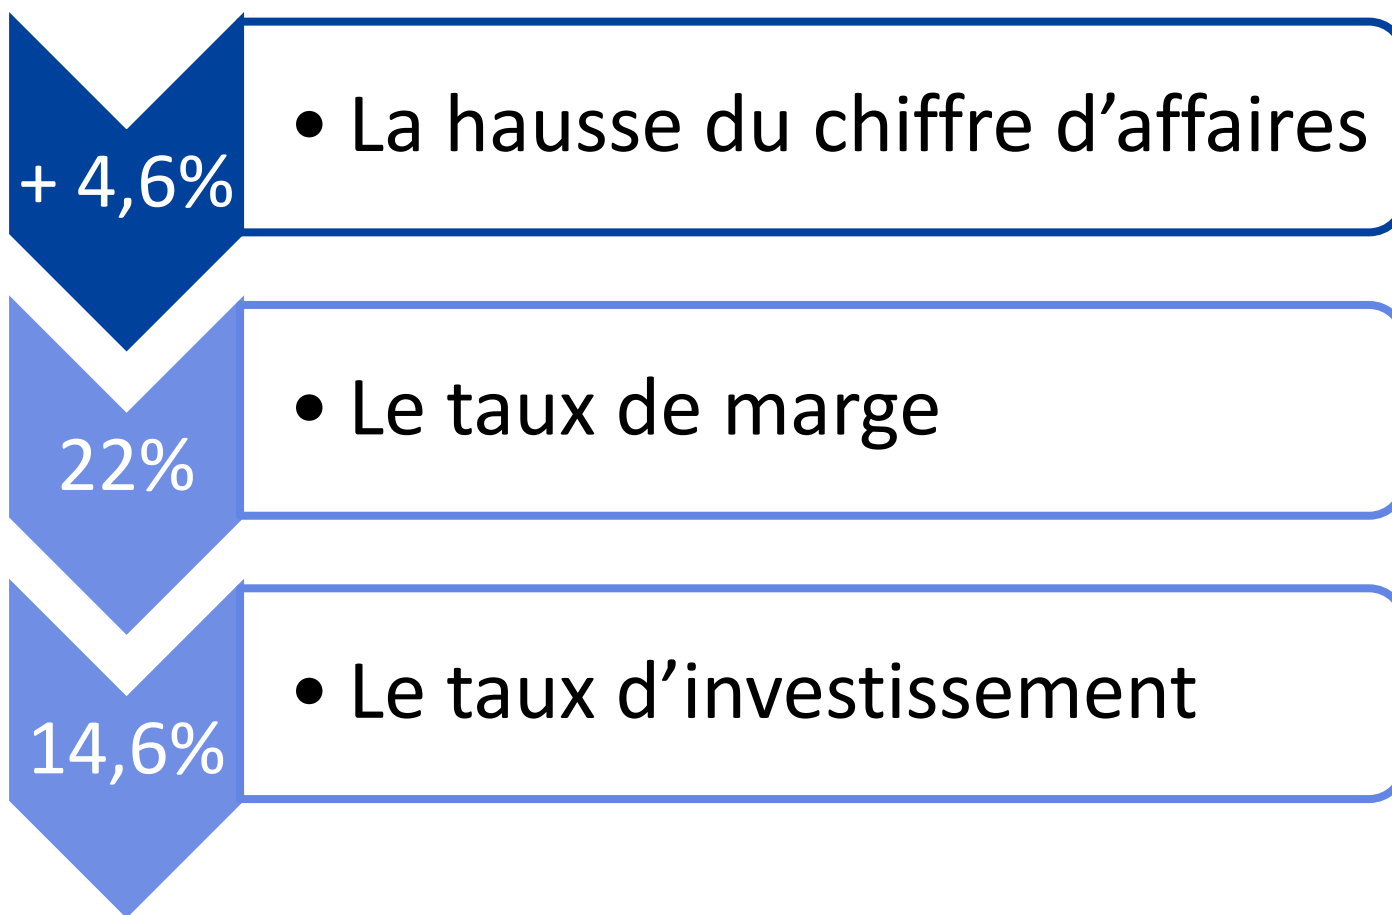 + 4,6%
• La hausse du chiffre d’affaires
22%
• Le taux de marge
14,6%
• Le taux d’investissement